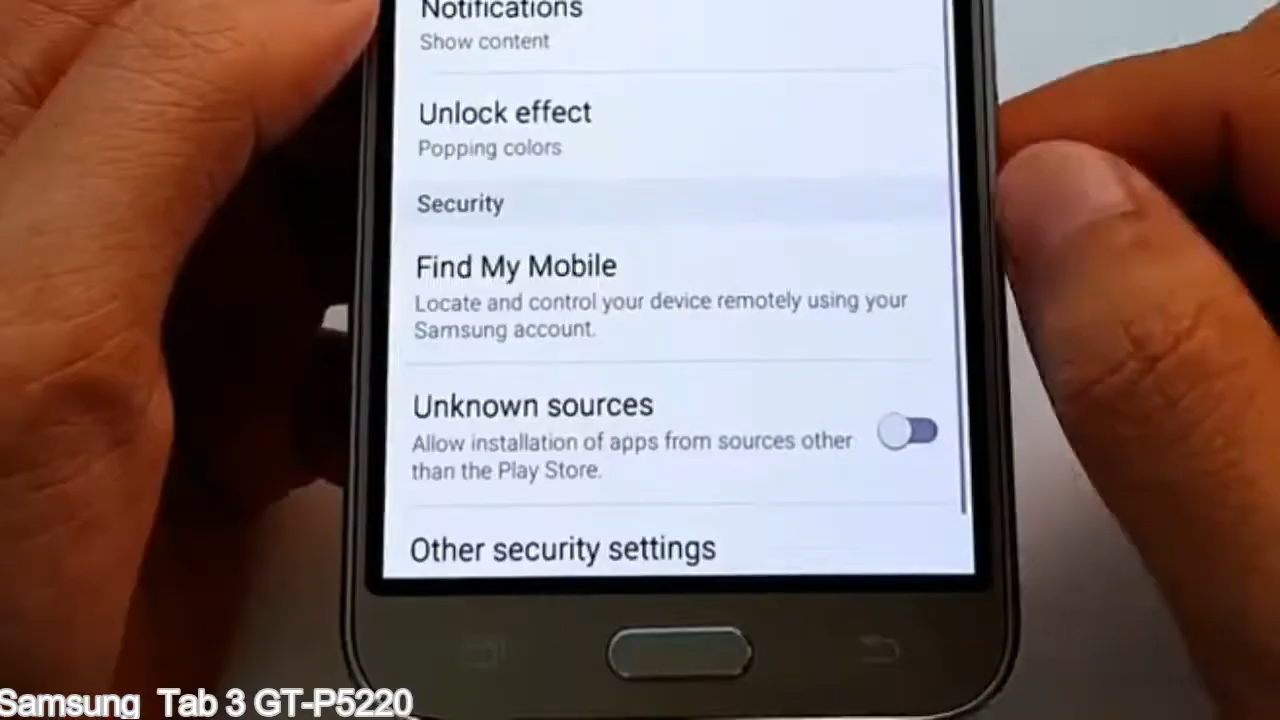 Notifications
Show content
Unlock effect
Popping colors
Security
Find My Mobile
Locate and control your device remotely using your
Samsung account.
Unknown sources
Allow installation of apps from sources other
than the Play Store.
Other security settings
Samsung Tab 3 GT-P5220